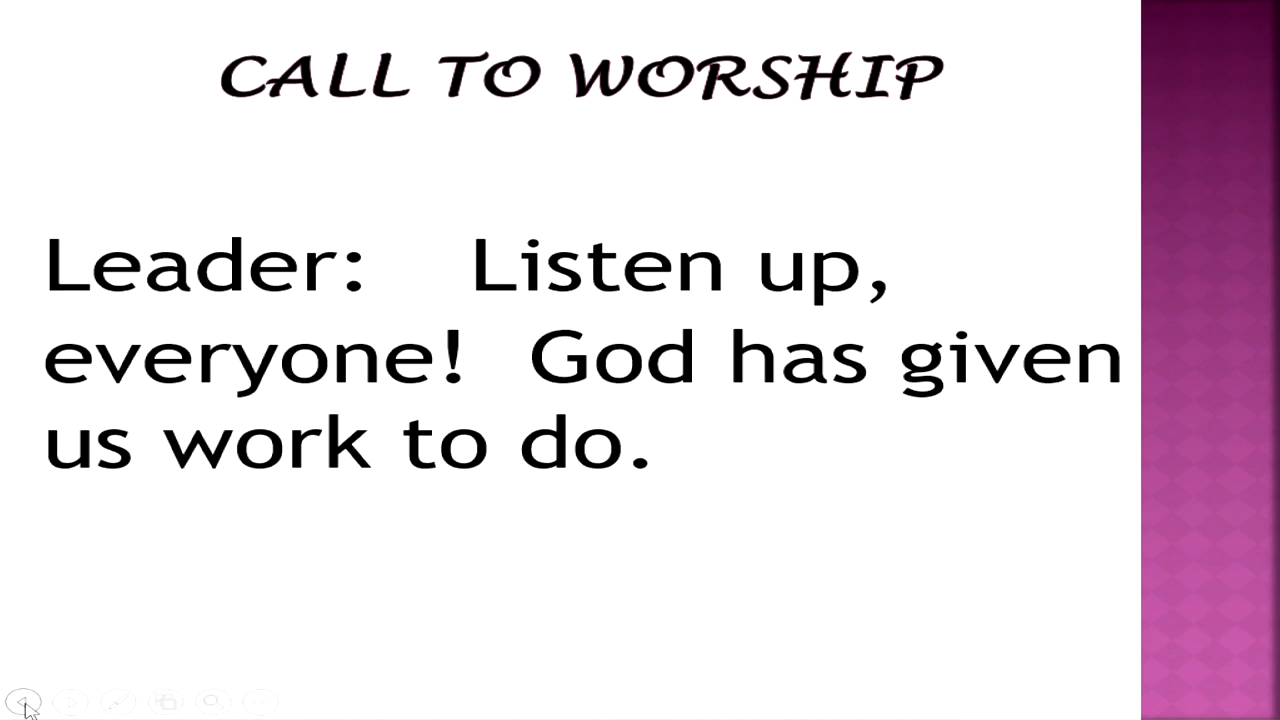 CALL TO WORSHIP
Leader: Listen up,
everyone! God has given
us work to do.